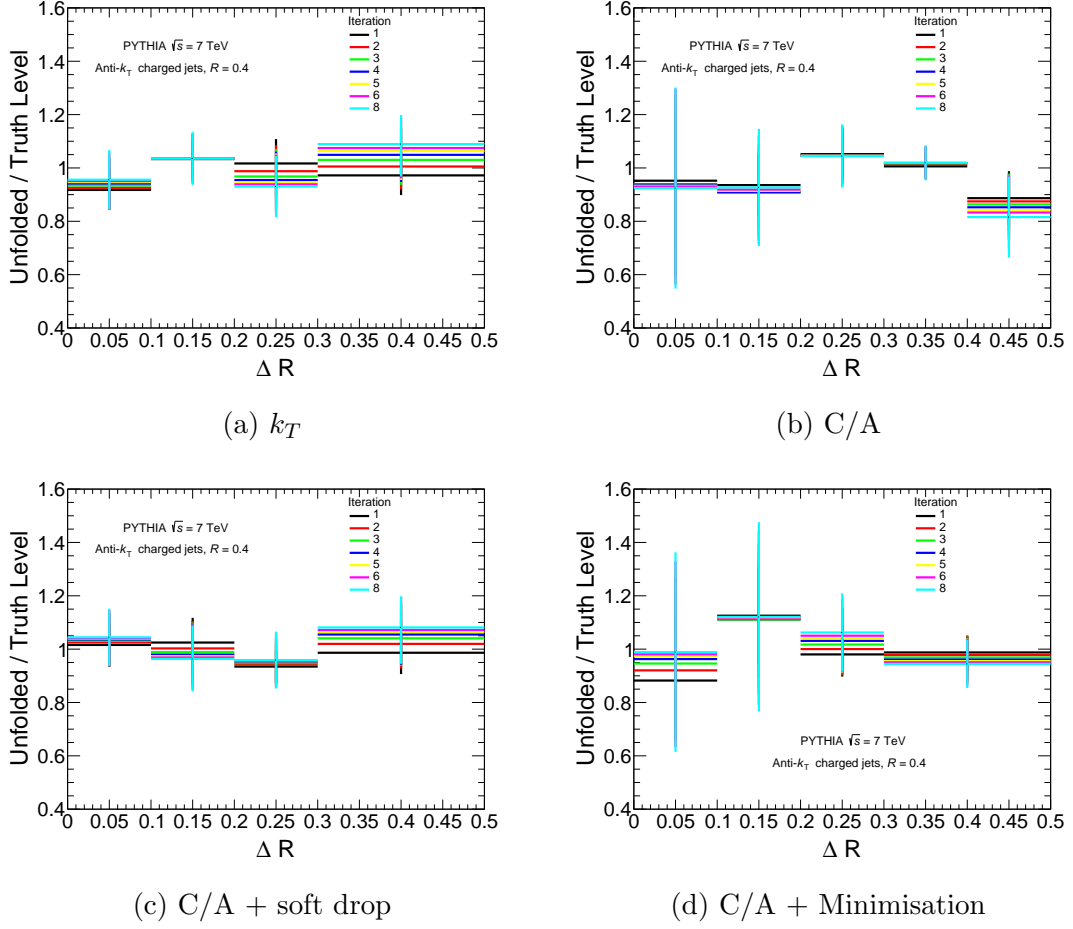 Unfolded / Truth Level
1.6
1.4
1.2
1
0.8
0.6
0.4
PYTHIA √s = 7 TeV
Anti-k_T charged jets, R = 0.4
Iteration
1
2
3
4
5
6
8
0 0.05 0.1 0.15 0.2 0.25 0.3 0.35 0.4 0.45 0.5
Δ R
(a) k_T
Unfolded / Truth Level
1.6
1.4
1.2
1
0.8
0.6
0.4
PYTHIA √s = 7 TeV
Anti-k_T charged jets, R = 0.4
Iteration
1
2
3
4
5
6
8
0 0.05 0.1 0.15 0.2 0.25 0.3 0.35 0.4 0.45 0.5
Δ R
(b) C/A
Unfolded / Truth Level
1.6
1.4
1.2
1
0.8
0.6
0.4
PYTHIA √s = 7 TeV
Anti-k_T charged jets, R = 0.4
Iteration
1
2
3
4
5
6
8
0 0.05 0.1 0.15 0.2 0.25 0.3 0.35 0.4 0.45 0.5
Δ R
(c) C/A + soft drop
Unfolded / Truth Level
1.6
1.4
1.2
1
0.8
0.6
0.4
Iteration
1
2
3
4
5
6
8
PYTHIA √s = 7 TeV
Anti-k_T charged jets, R = 0.4
0 0.05 0.1 0.15 0.2 0.25 0.3 0.35 0.4 0.45 0.5
Δ R
(d) C/A + Minimisation